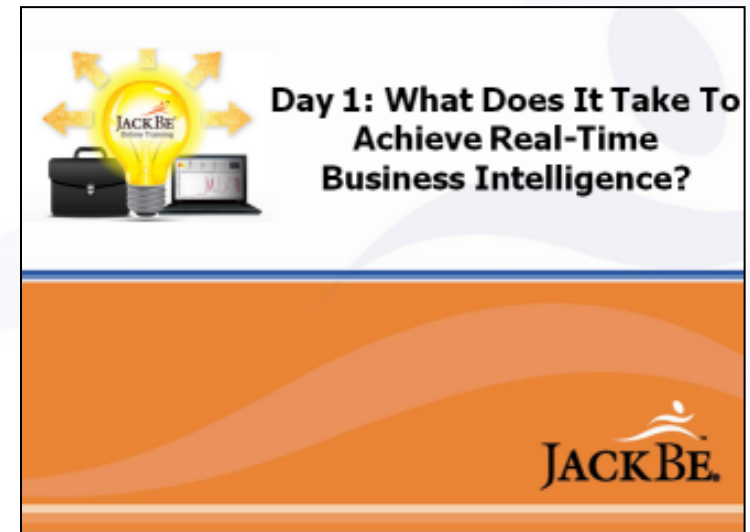 Day 1: What Does It Take To
Achieve Real-Time
Business Intelligence?
JACKBE
Online Training
JACKBE.